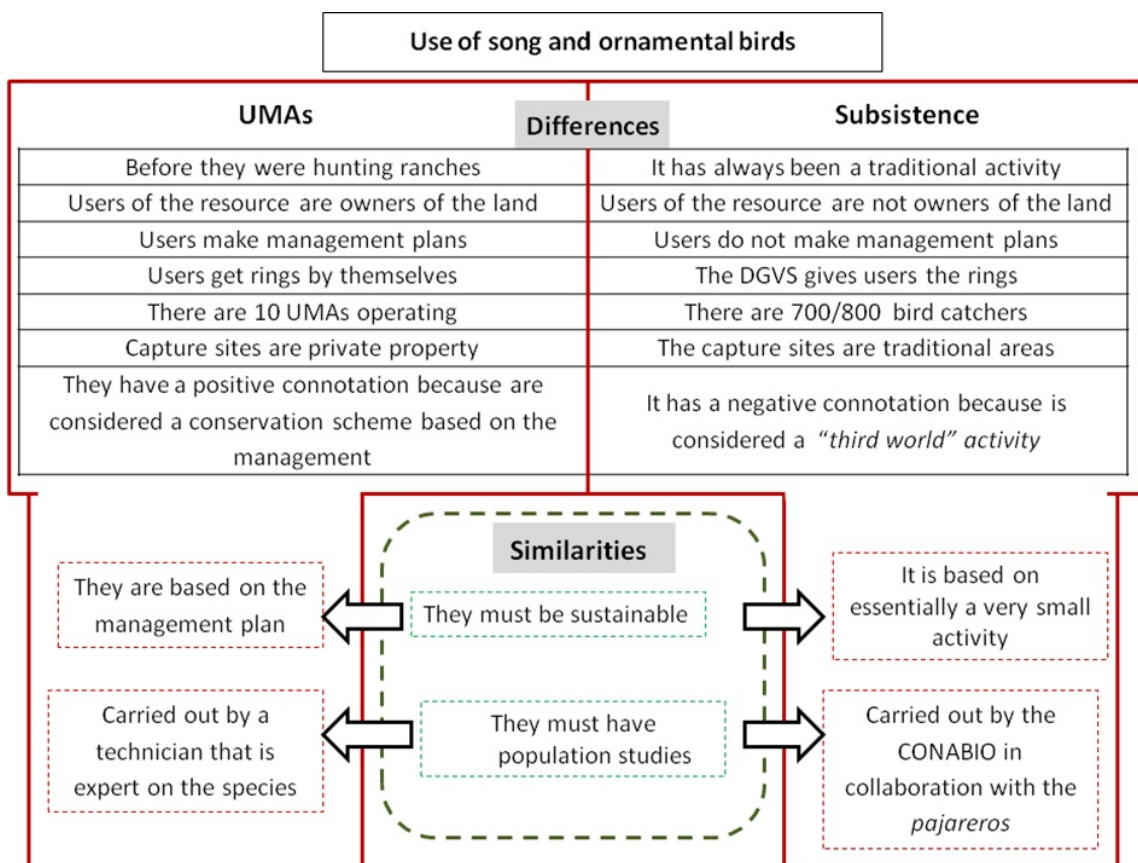 Use of song and ornamental birds
UMAs
Differences
Subsistence
Before they were hunting ranches
It has always been a traditional activity
Users of the resource are owners of the land
Users of the resource are not owners of the land
Users make management plans
Users do not make management plans
Users get rings by themselves
The DGVS gives users the rings
There are 10 UMAs operating
There are 700/800 bird catchers
Capture sites are private property
The capture sites are traditional areas
They have a positive connotation because are
considered a conservation scheme based on the
management
It has a negative connotation because is
considered a "third world" activity
Similarities
They are based on the
management plan
They must be sustainable
It is based on
essentially a very small
activity
Carried out by a
technician that is
expert on the species
They must have
population studies
Carried out by the
CONABIO in
collaboration with the
pajareros